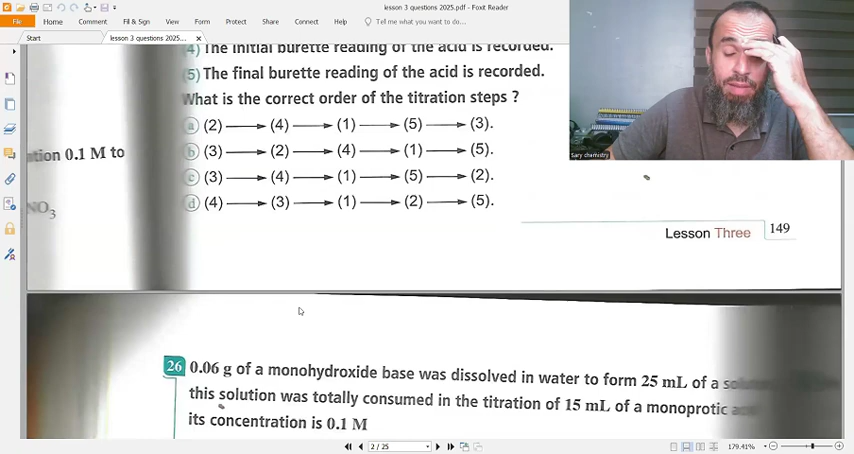 lesson 3 questions 2025.pdf - Foxit Reader
File Home Comment Fill & Sign View Form Protect Share Connect Help Tell me what you want to do...
Start lesson 3 questions 2025...
(4) The initial burette reading of the acid is recorded.
(5) The final burette reading of the acid is recorded.
What is the correct order of the titration steps ?
a (2) → (4) → (1) → (5) → (3).
b (3) → (2) → (4) → (1) → (5).
c (3) → (4) → (1) → (5) → (2).
d (4) → (3) → (1) → (2) → (5).
0.1 M to
NO3
Sary chemistry
Lesson Three 149
26 0.06 g of a monohydroxide base was dissolved in water to form 25 mL of a
this solution was totally consumed in the titration of 15 mL of a monoprotic
its concentration is 0.1 M
2 / 25
179.41%